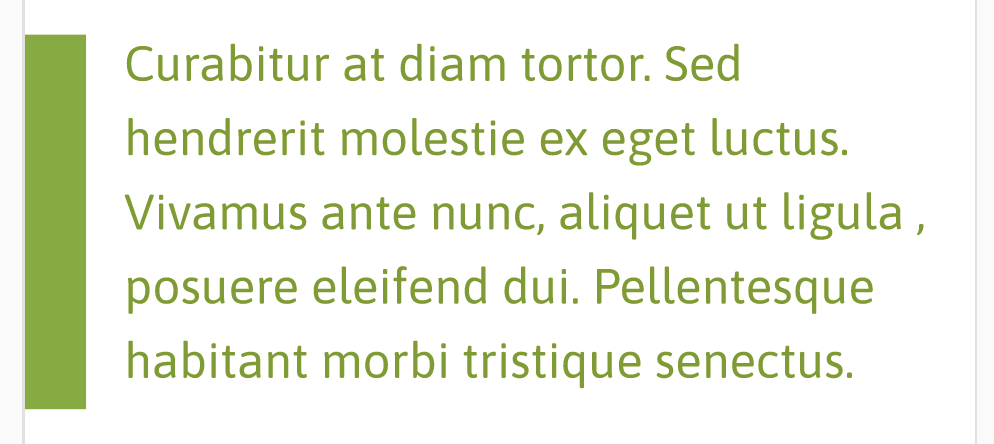 Curabitur at diam tortor. Sed
hendrerit molestie ex eget luctus.
Vivamus ante nunc, aliquet ut ligula ,
posuere eleifend dui. Pellentesque
habitant morbi tristique senectus.